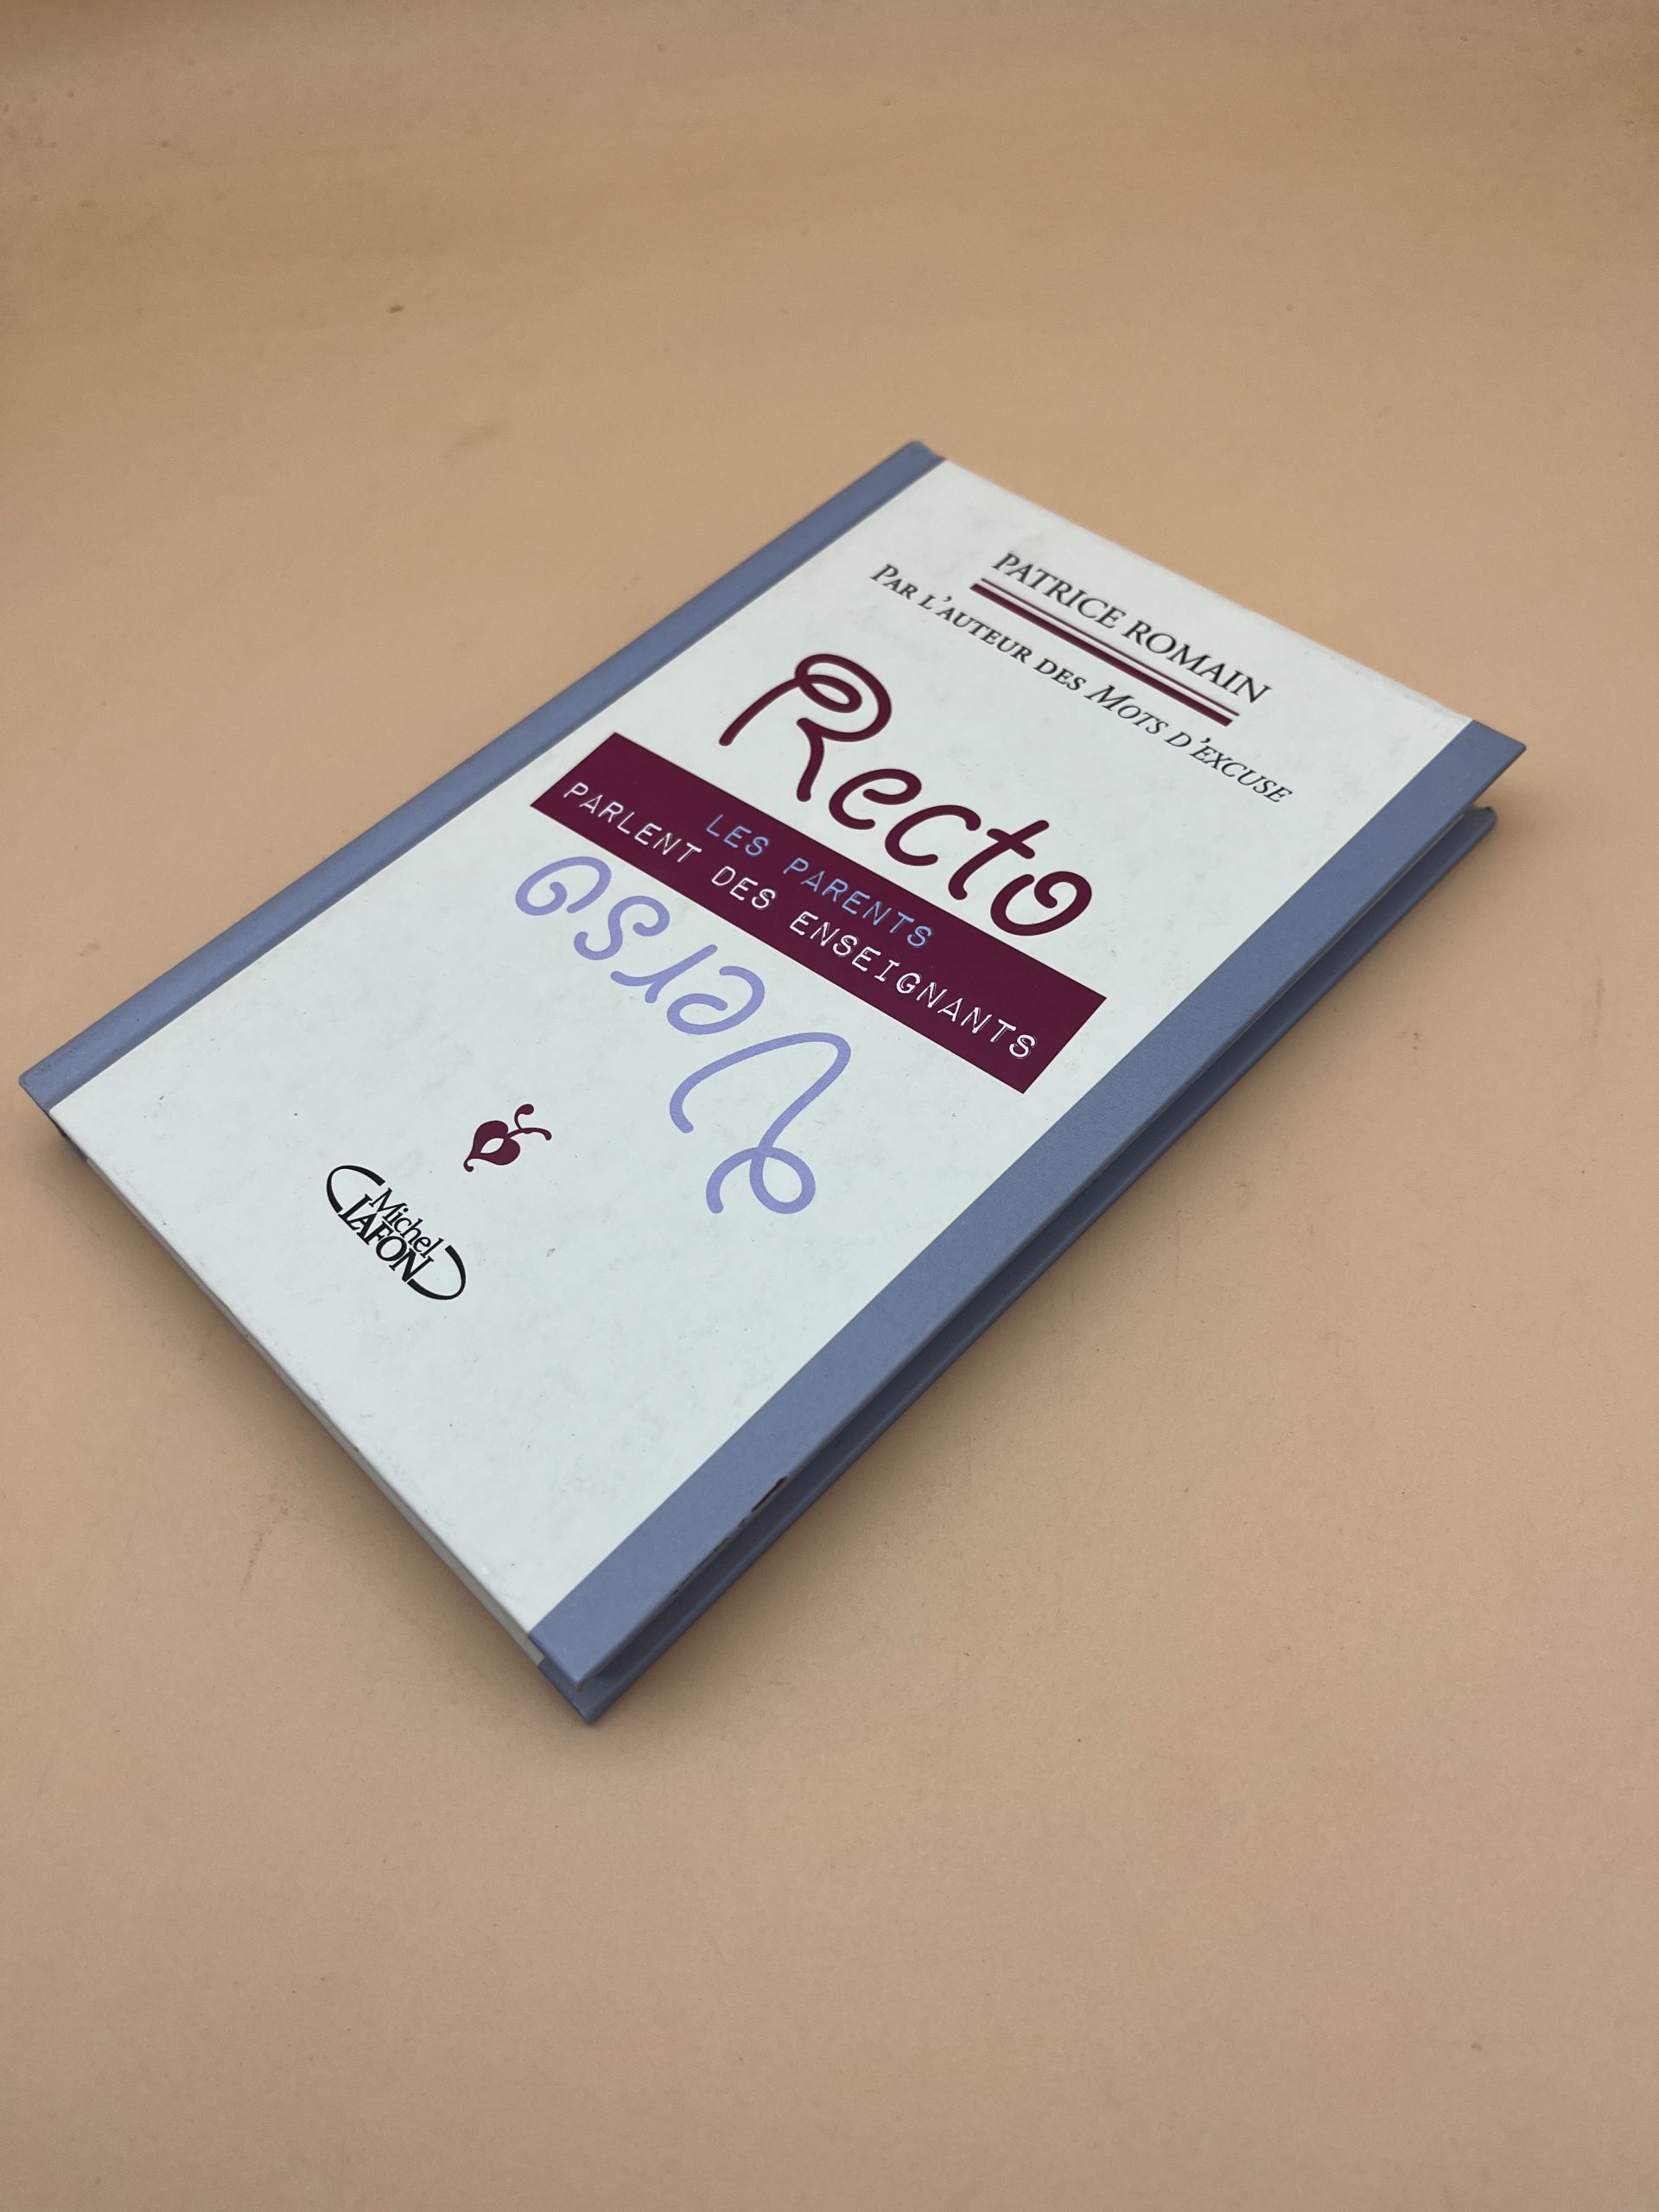 PATRICE ROMAIN
PAR L'AUTEUR DES MOTS D'EXCUSE
Recto
LES PARENTS
PARLENT DES ENSEIGNANTS
Verso
Michel
LAFON